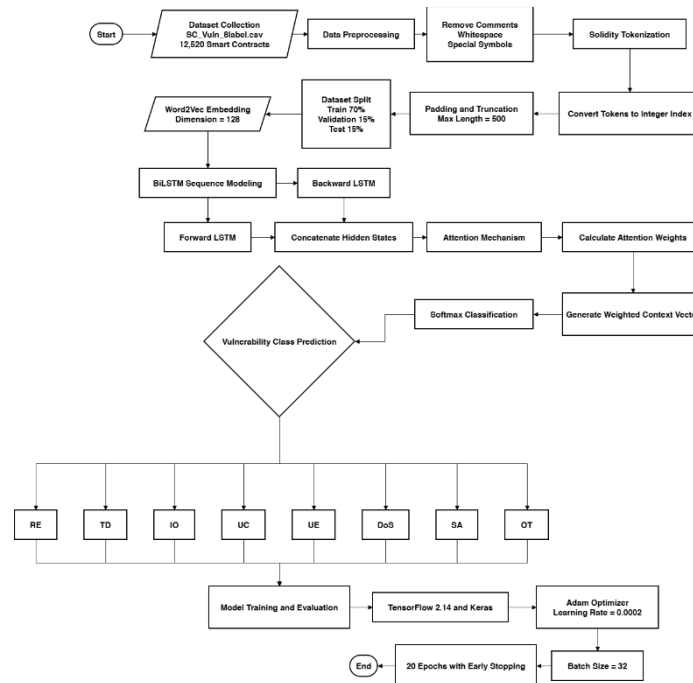 Start
Dataset Collection
SC_Vuln_8label.csv
12,520 Smart Contracts
Data Preprocessing
Remove Comments
Whitespace
Special Symbols
Solidity Tokenization
Word2Vec Embedding
Dimension = 128
Dataset Split
Train 70%
Validation 15%
Test 15%
Padding and Truncation
Max Length = 500
Convert Tokens to Integer Index
BiLSTM Sequence Modeling
Backward LSTM
Forward LSTM
Concatenate Hidden States
Attention Mechanism
Calculate Attention Weights
Softmax Classification
Generate Weighted Context Vecto
Vulnerability Class Prediction
RE
TD
IO
UC
UE
DoS
SA
OT
Model Training and Evaluation
TensorFlow 2.14 and Keras
Adam Optimizer
Learning Rate = 0.0002
End
20 Epochs with Early Stopping
Batch Size = 32